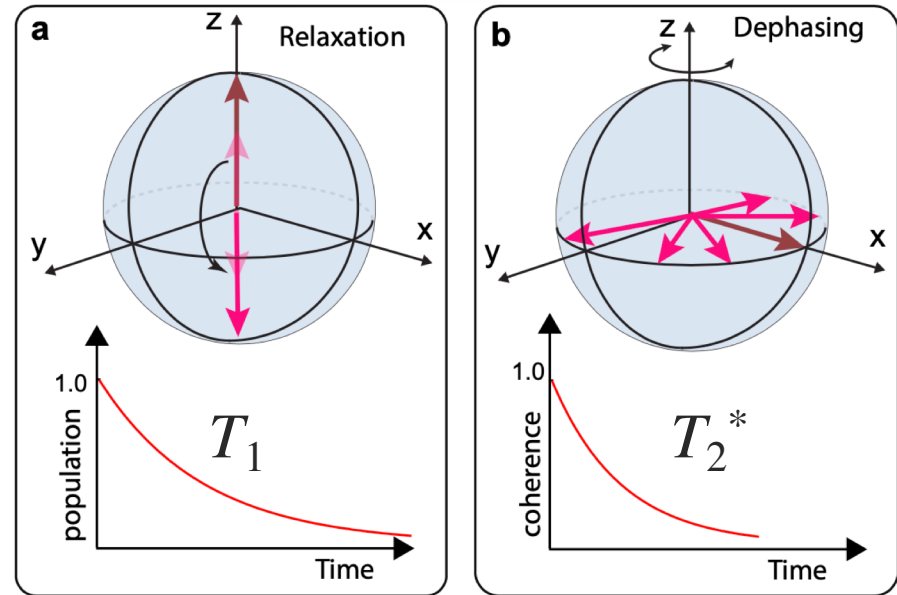 a
z
Relaxation
y
x
1.0
population
T₁
Time
b
z
Dephasing
y
x
1.0
coherence
T₂*
Time